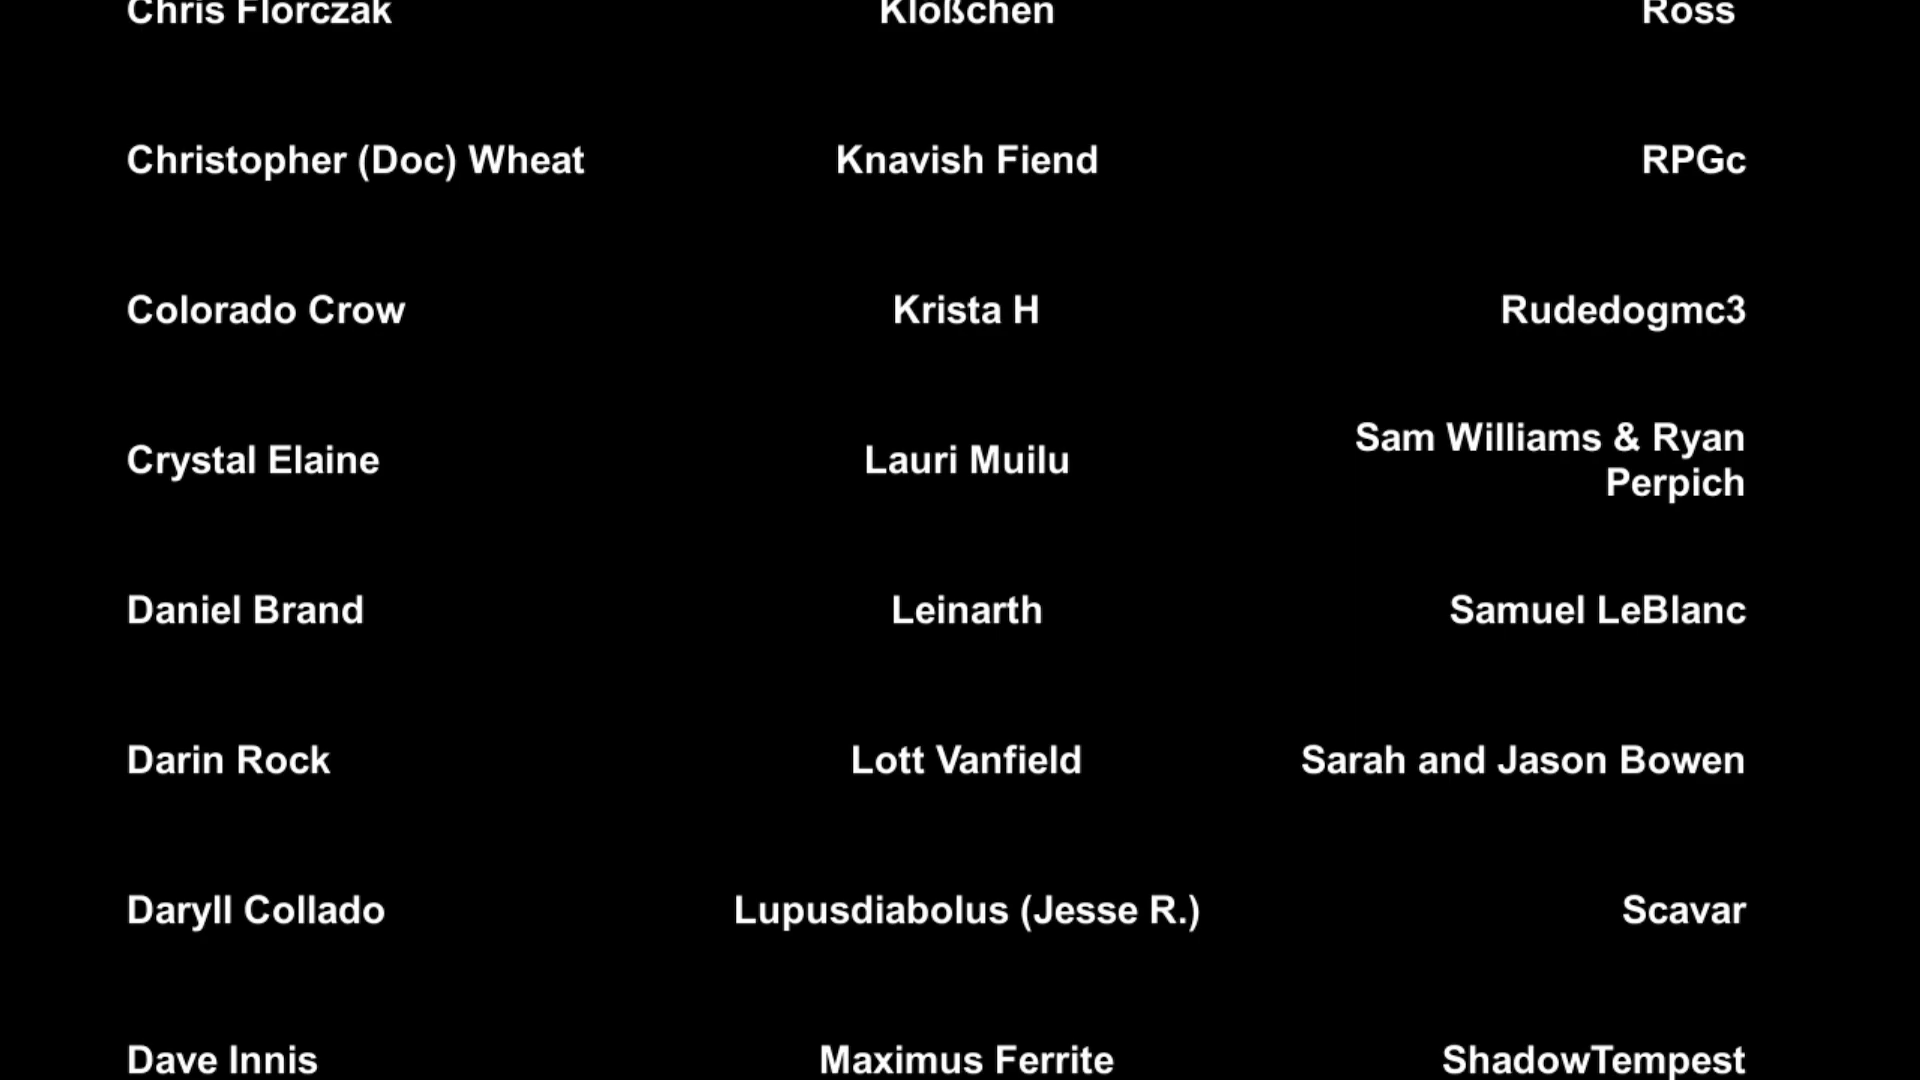 Chris Florczak
Kloßchen
Ross
Christopher (Doc) Wheat
Knavish Fiend
RPGc
Colorado Crow
Krista H
Rudedogmc3
Crystal Elaine
Lauri Muilu
Sam Williams & Ryan
Perpich
Daniel Brand
Leinarth
Samuel LeBlanc
Darin Rock
Lott Vanfield
Sarah and Jason Bowen
Daryll Collado
Lupusdiabolus (Jesse R.)
Scavar
Dave Innis
Maximus Ferrite
ShadowTempest